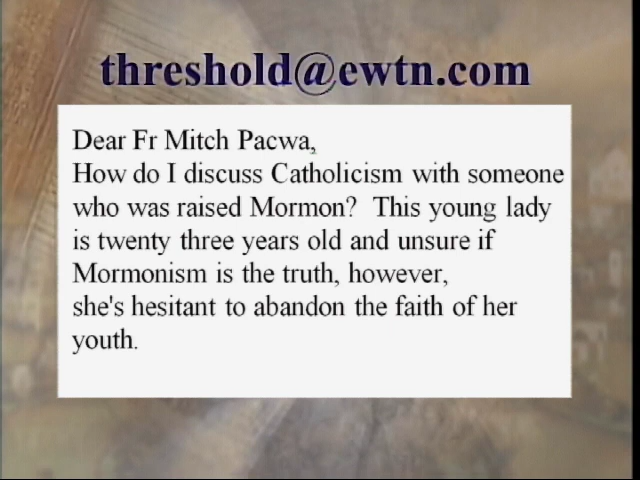 threshold@ewtn.com
Dear Fr Mitch Pacwa,
How do I discuss Catholicism with someone
who was raised Mormon?  This young lady
is twenty three years old and unsure if
Mormonism is the truth, however,
she's hesitant to abandon the faith of her
youth.